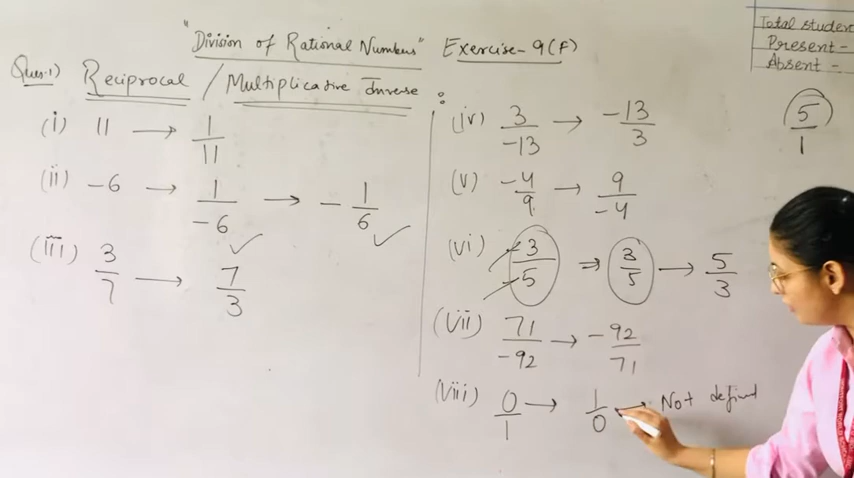 "Division of Rational Numbers" Exercise-9(F)
Ques:1) Reciprocal / Multiplicative Inverse :
(i) 11 → 1/11
(ii) -6 → 1/-6 → -1/6 ✓
(iii) 3/7 → 7/3
(iv) 3/-13 → -13/3
(v) -4/9 → 9/-4
(vi) -3/-5 ⇒ 3/5 → 5/3
(vii) 71/-92 → -92/71
(viii) 0/1 → 1/0 → Not defined
5/1
Total studen
Present -
Absent -